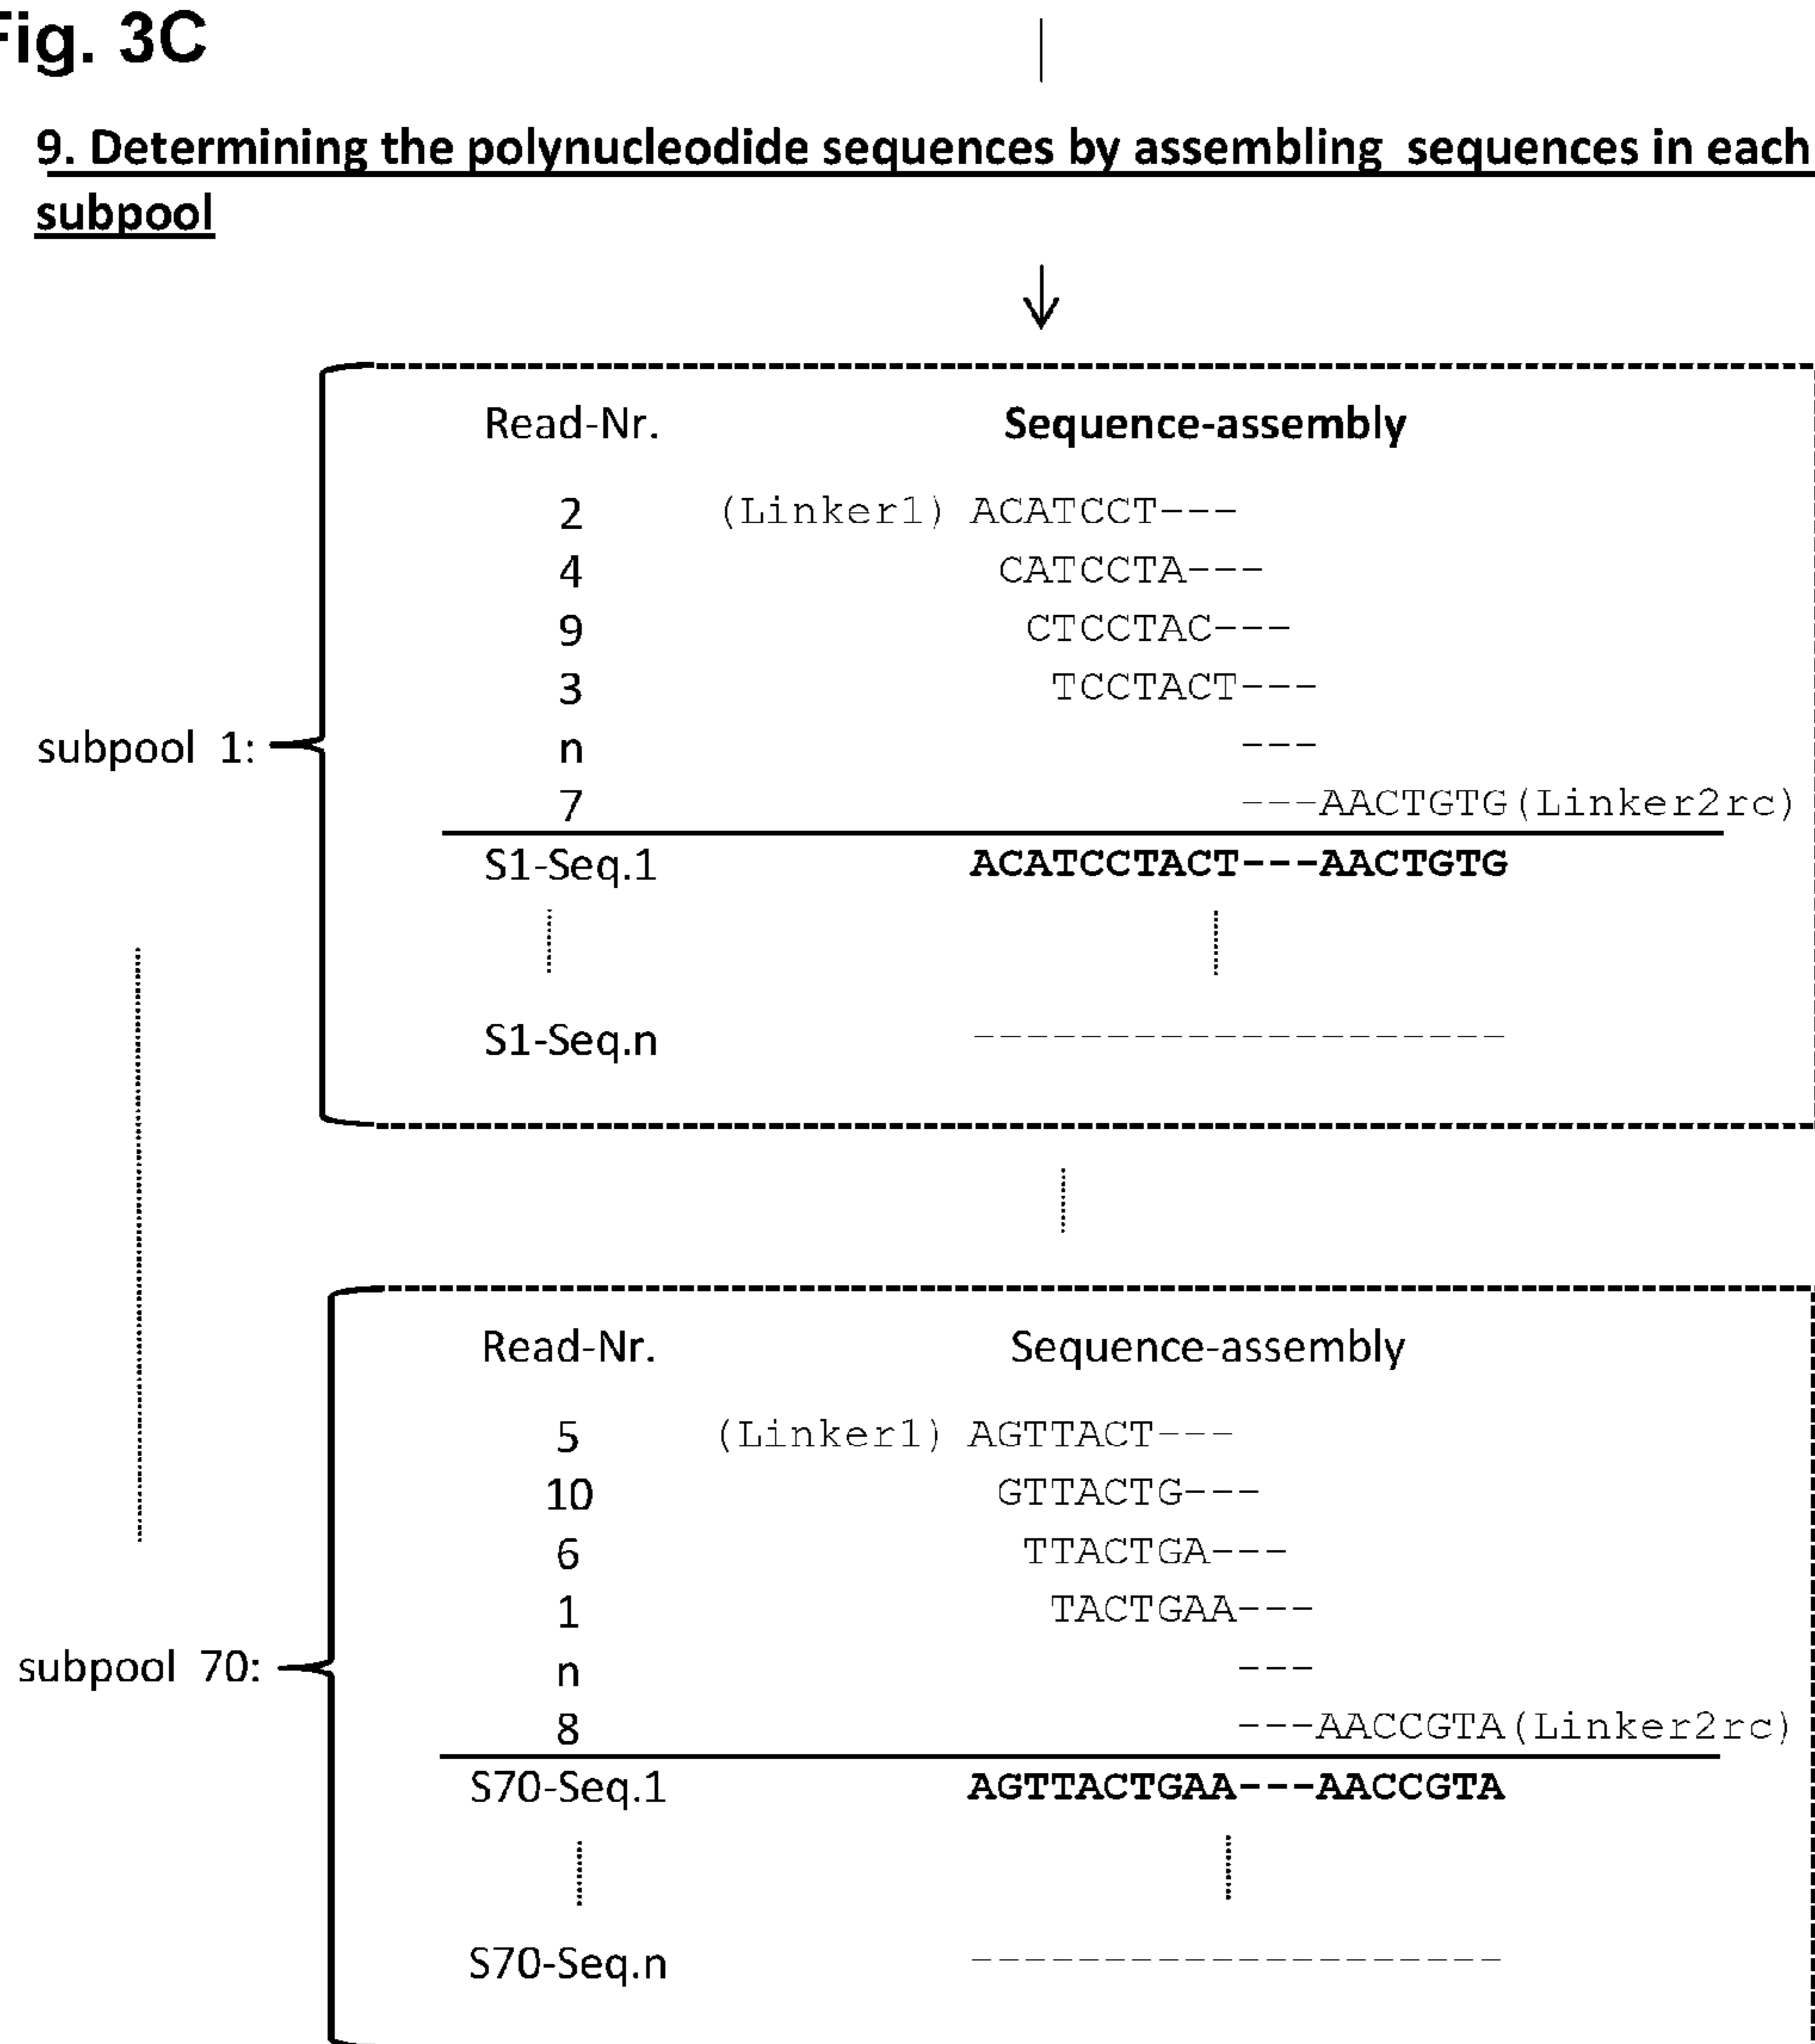 Fig. 3C
9. Determining the polynucleodide sequences by assembling sequences in each
subpool
Read-Nr. Sequence-assembly
2 (Linker1) ACATCCT---
4 CATCCTA---
9 CTCCTAC---
3 TCCTACT---
subpool 1: n ---
7 ---AACTGTG(Linker2rc)
S1-Seq.1 ACATCCTACT---AACTGTG
S1-Seq.n --------------------
Read-Nr. Sequence-assembly
5 (Linker1) AGTTACT---
10 GTTACTG---
6 TTACTGA---
1 TACTGAA---
subpool 70: n ---
8 ---AACCGTA(Linker2rc)
S70-Seq.1 AGTTACTGAA---AACCGTA
S70-Seq.n --------------------